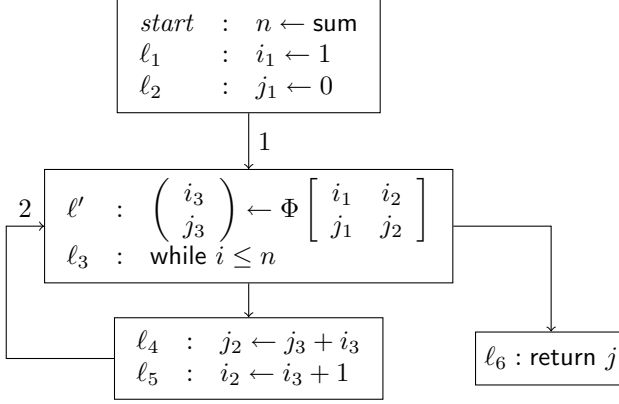 start : n ← sum
ℓ₁ : i₁ ← 1
ℓ₂ : j₁ ← 0
1
2
ℓ′ : ( i₃ j₃ ) ← Φ [ i₁ i₂ j₁ j₂ ]
ℓ₃ : while i ≤ n
ℓ₄ : j₂ ← j₃ + i₃
ℓ₅ : i₂ ← i₃ + 1
ℓ₆ : return j